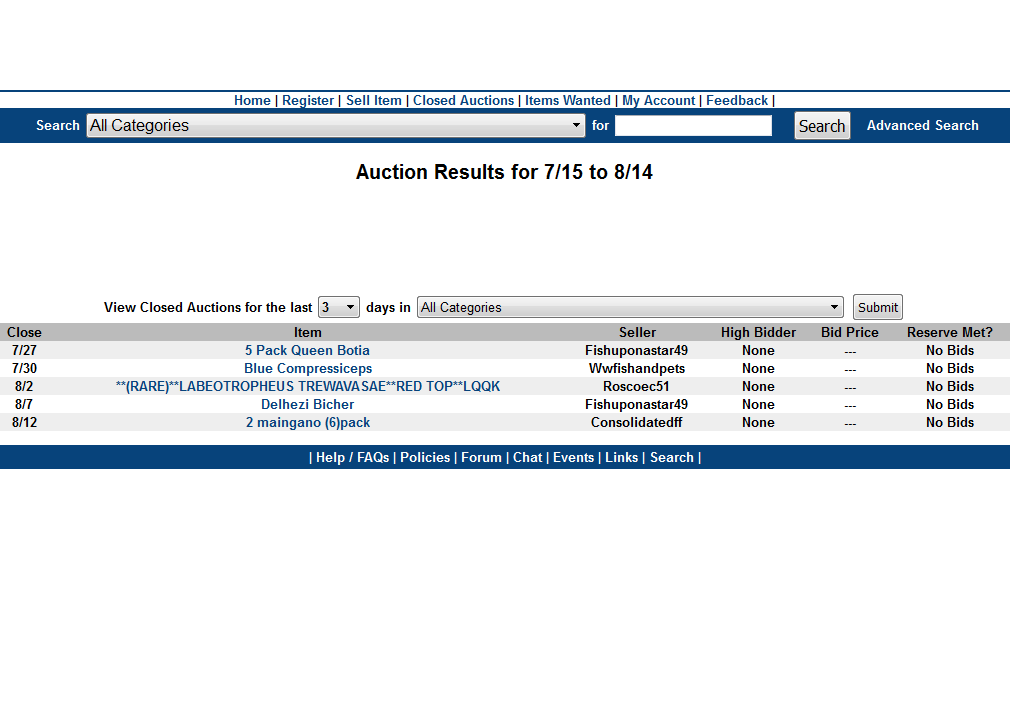 Home | Register | Sell Item | Closed Auctions | Items Wanted | My Account | Feedback |
Search All Categories for Search Advanced Search
Auction Results for 7/15 to 8/14
View Closed Auctions for the last 3 days in All Categories Submit
Close Item Seller High Bidder Bid Price Reserve Met?
7/27 5 Pack Queen Botia Fishuponastar49 None --- No Bids
7/30 Blue Compressiceps Wwfishandpets None --- No Bids
8/2 **(RARE)**LABEOTROPHEUS TREWAVASAE**RED TOP**LQQK Roscoec51 None --- No Bids
8/7 Delhezi Bicher Fishuponastar49 None --- No Bids
8/12 2 maingano (6)pack Consolidatedff None --- No Bids
| Help / FAQs | Policies | Forum | Chat | Events | Links | Search |